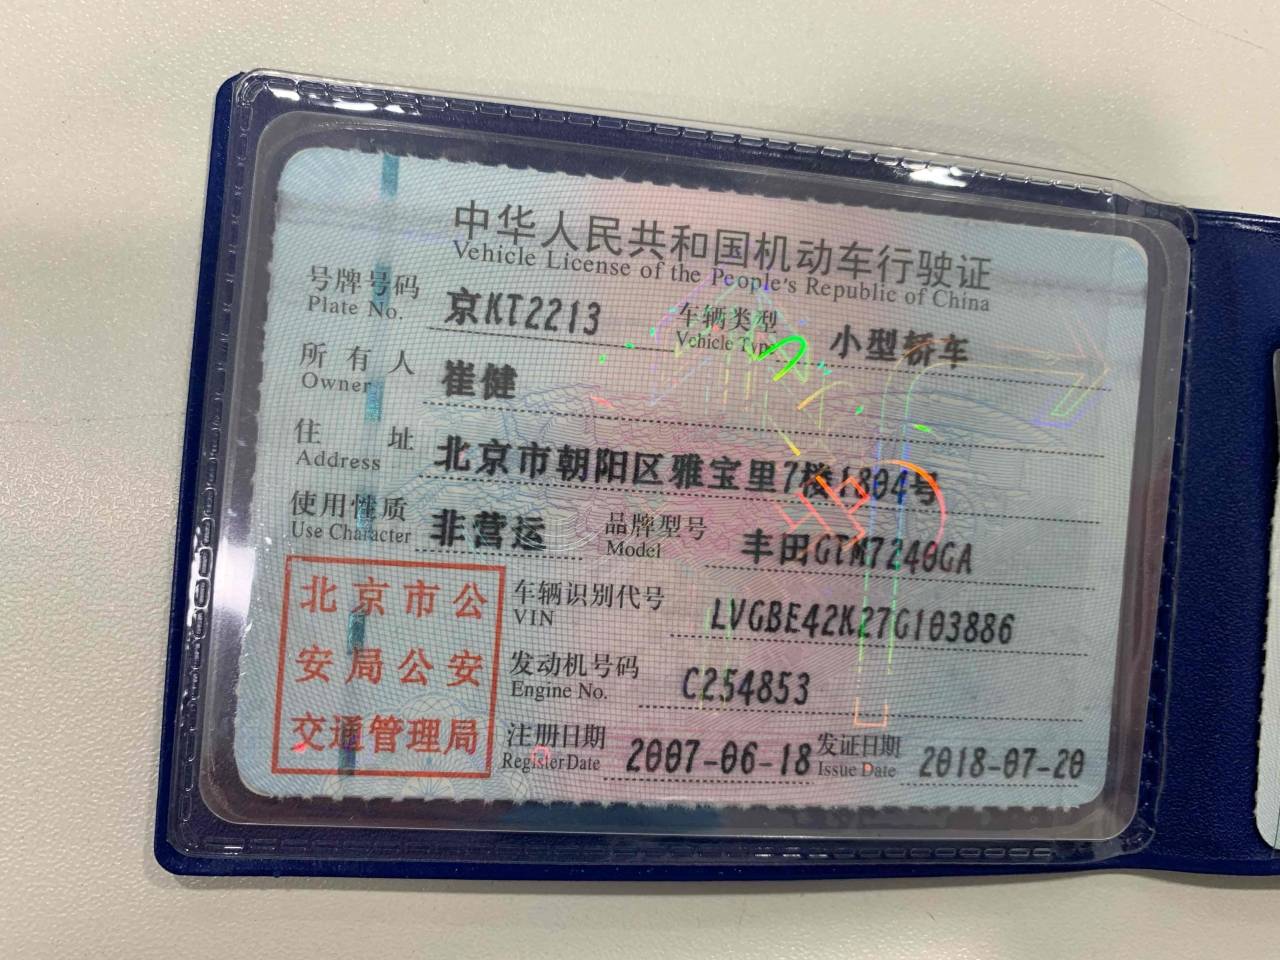 中华人民共和国机动车行驶证
Vehicle License of the People's Republic of China
号牌号码 京KT2213 车辆类型 小型轿车
Plate No. Vehicle Type
所有人 崔健
Owner
住址 北京市朝阳区雅宝里7楼1804号
Address
使用性质 非营运 品牌型号 丰田GTM7240GA
Use Character Model
北京市公
安局公安
交通管理局
车辆识别代号 LVGBE42K27G103886
VIN
发动机号码 C254853
Engine No.
注册日期 2007-06-18 发证日期 2018-07-20
Register Date Issue Date